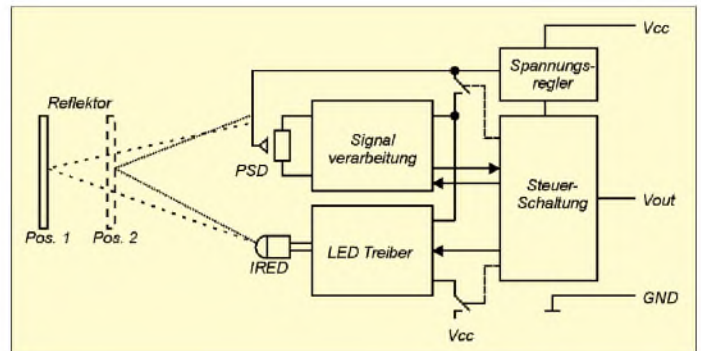 Vcc
Spannungs-
regler
Reflektor
Signal
verarbeitung
PSD
Steuer-
Schaltung
Vout
Pos. 1
Pos. 2
IRED
LED Treiber
GND
Vcc